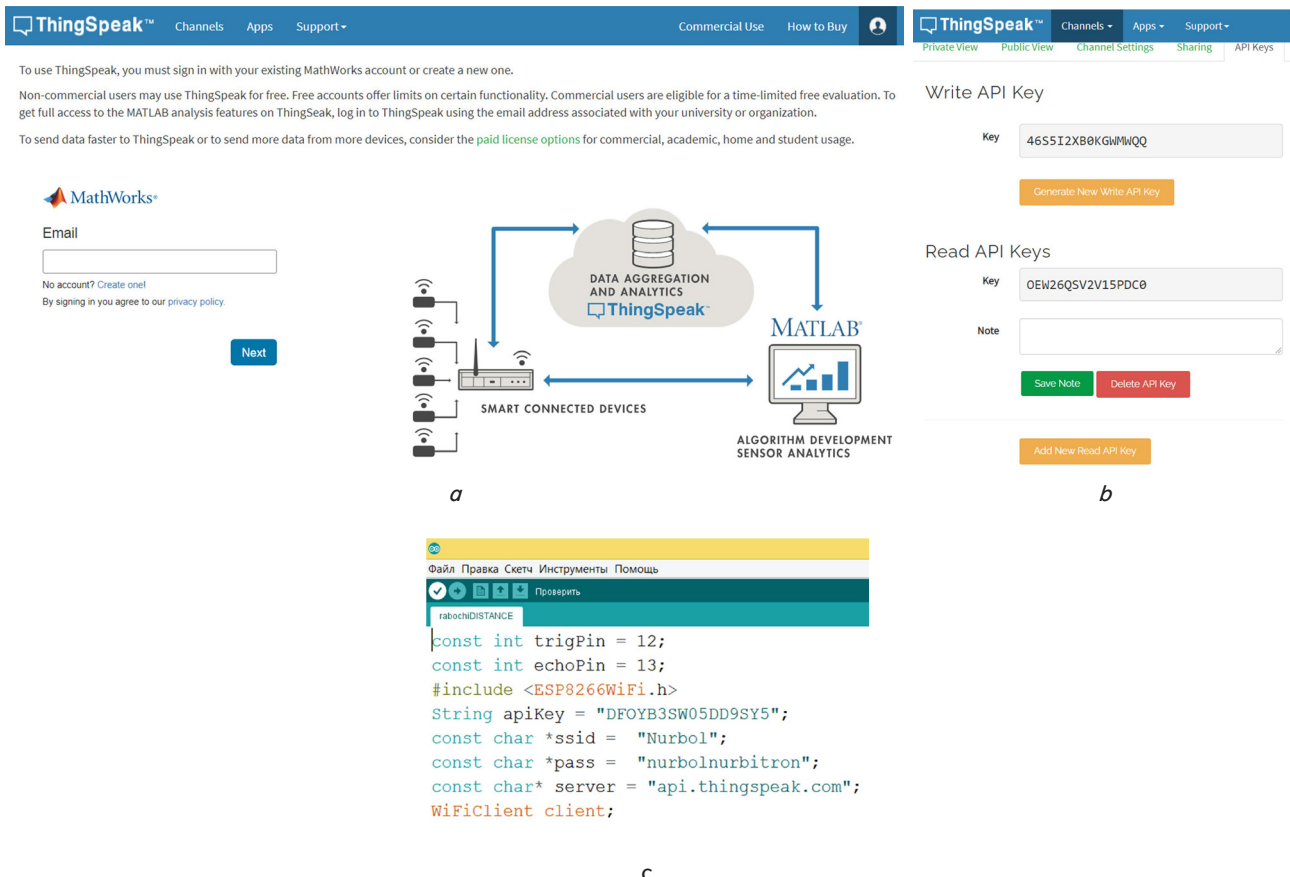 ThingSpeak™ Channels Apps Support Commercial Use How to Buy
To use ThingSpeak, you must sign in with your existing MathWorks account or create a new one.
Non-commercial users may use ThingSpeak for free. Free accounts offer limits on certain functionality. Commercial users are eligible for a time-limited free evaluation. To
get full access to the MATLAB analysis features on ThingSeak, log in to ThingSpeak using the email address associated with your university or organization.
To send data faster to ThingSpeak or to send more data from more devices, consider the paid license options for commercial, academic, home and student usage.
MathWorks®
Email
No account? Create one!
By signing in you agree to our privacy policy.
Next
DATA AGGREGATION
AND ANALYTICS
ThingSpeak™
MATLAB®
SMART CONNECTED DEVICES
ALGORITHM DEVELOPMENT
SENSOR ANALYTICS
a
ThingSpeak™ Channels Apps Support
Private View Public View Channel Settings Sharing API Keys
Write API Key
Key 46S5I2XB0KGWMWQQ
Generate New Write API Key
Read API Keys
Key OEW26QSV2V15PDC0
Note
Save Note Delete API Key
Add New Read API Key
b
Файл Правка Скетч Инструменты Помощь
Проверить
rabochiDISTANCE
const int trigPin = 12;
const int echoPin = 13;
#include <ESP8266WiFi.h>
String apiKey = "DFOYB3SW05DD9SY5";
const char *ssid = "Nurbol";
const char *pass = "nurbolnurbitron";
const char* server = "api.thingspeak.com";
WiFiClient client;
c